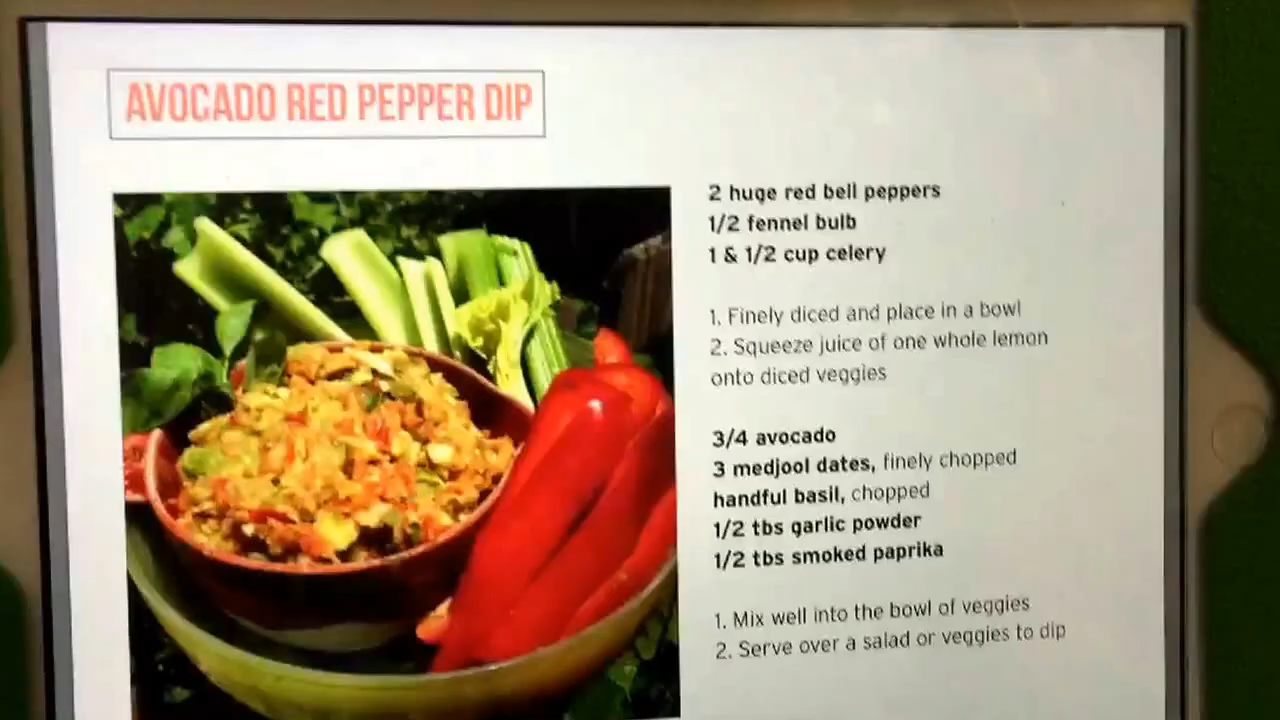 AVOCADO RED PEPPER DIP
2 huge red bell peppers
1/2 fennel bulb
1 & 1/2 cup celery
1. Finely diced and place in a bowl
2. Squeeze juice of one whole lemon
onto diced veggies
3/4 avocado
3 medjool dates, finely chopped
handful basil, chopped
1/2 tbs garlic powder
1/2 tbs smoked paprika
1. Mix well into the bowl of veggies
2. Serve over a salad or veggies to dip